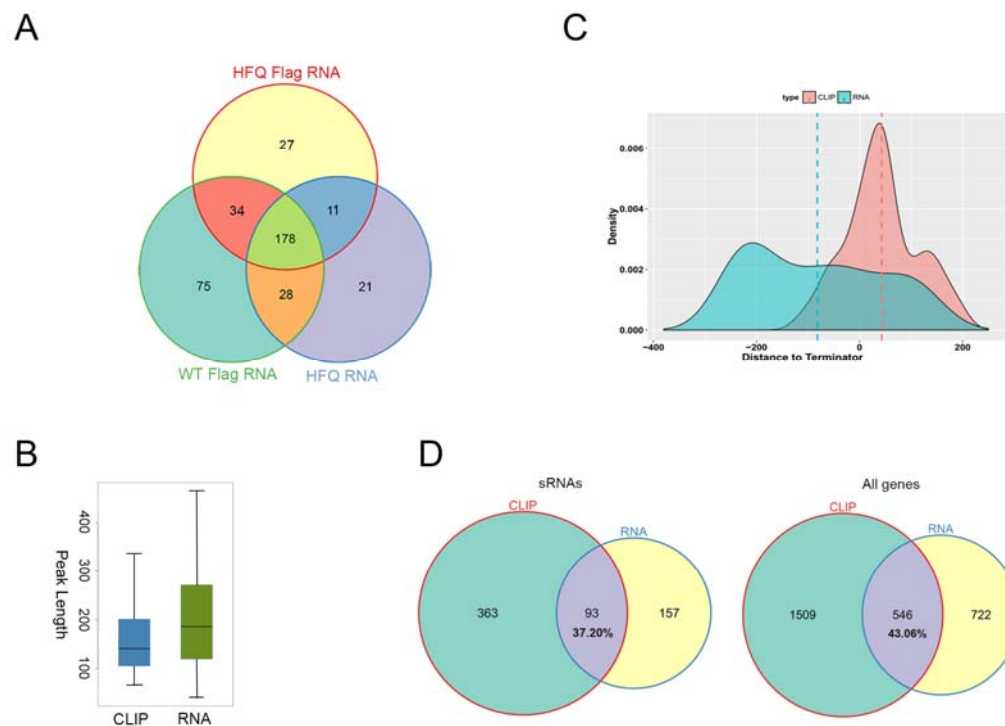 A
HFQ Flag RNA
27
34
11
178
75
28
21
WT Flag RNA
HFQ RNA
C
type CLIP RNA
0.006
0.004
0.002
0.000
Density
−400
−200
0
200
Distance to Terminator
B
400
300
200
100
Peak Length
CLIP
RNA
D
sRNAs
CLIP
RNA
363
93
37.20%
157
All genes
CLIP
RNA
1509
546
43.06%
722